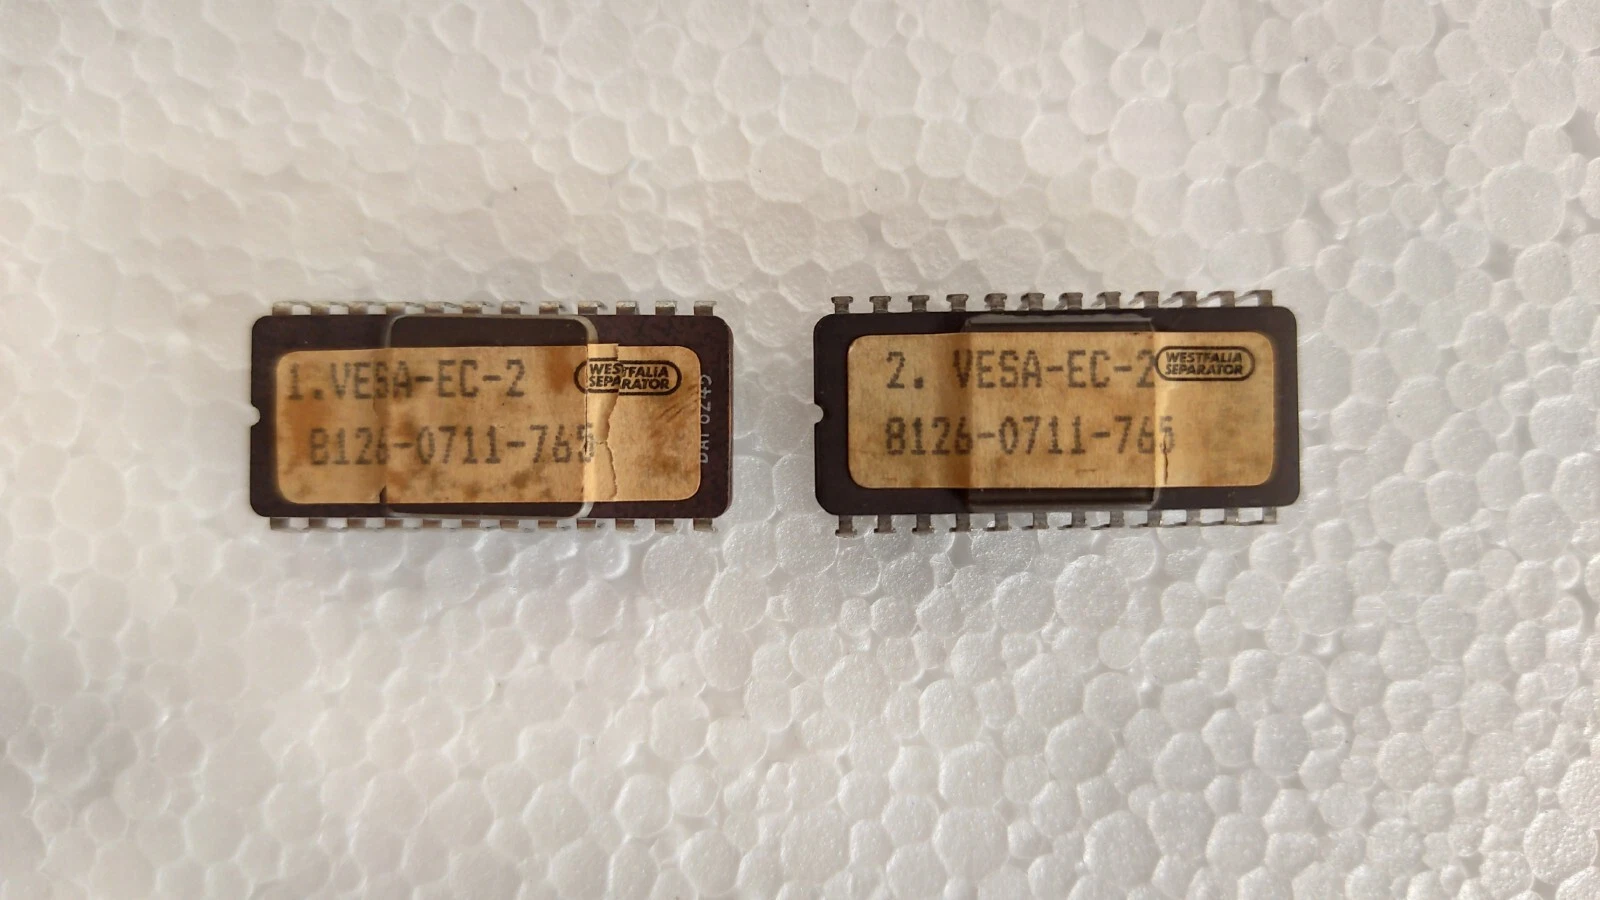 1.VESA-EC-2
WESTFALIA
SEPARATOR
8126-0711-765
2. VESA-EC-2
WESTFALIA
SEPARATOR
8126-0711-765